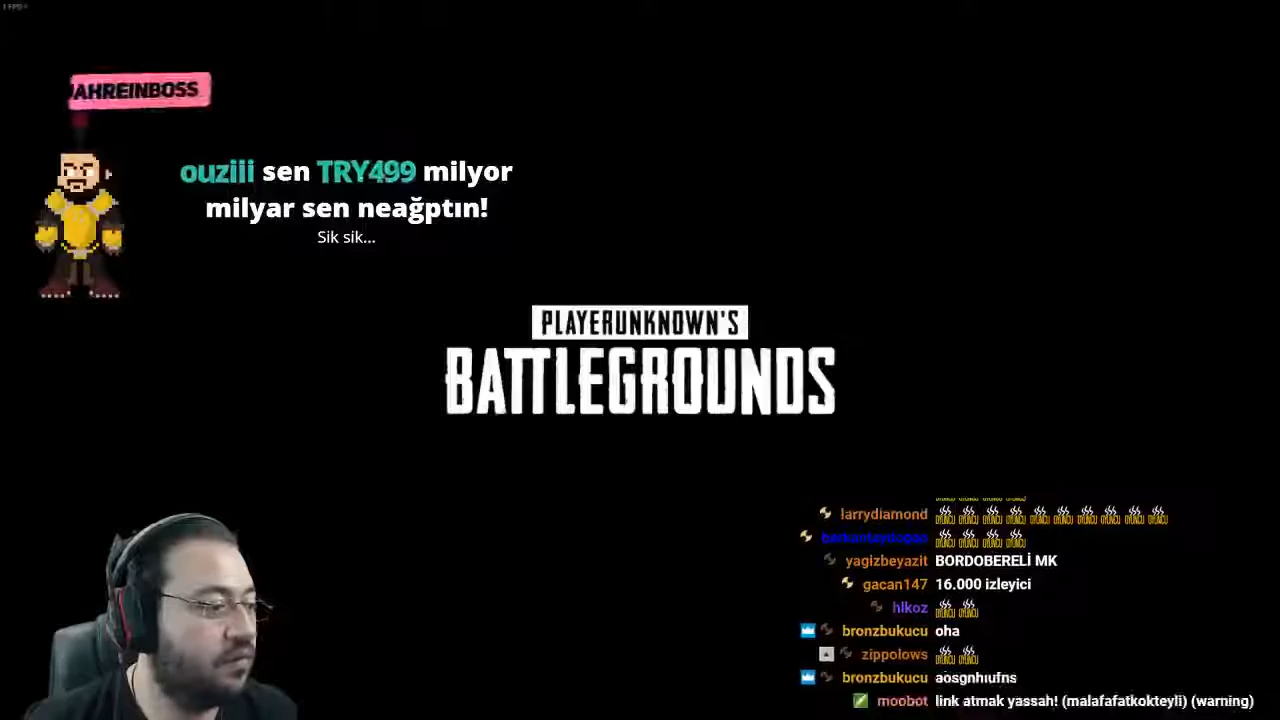 AHREINBOSS
ouziii sen TRY499 milyor
milyar sen neağptın!
Sik sik...
PLAYERUNKNOWN'S
BATTLEGROUNDS
larrydiamond
yagizbeyazit BORDOBERELİ MK
gacan147 16.000 izleyici
hlkoz
bronzbukucu oha
zippolows
bronzbukucu aosgnhıufns
moobot link atmak yassah! (malafafatkokteyli) (warning)